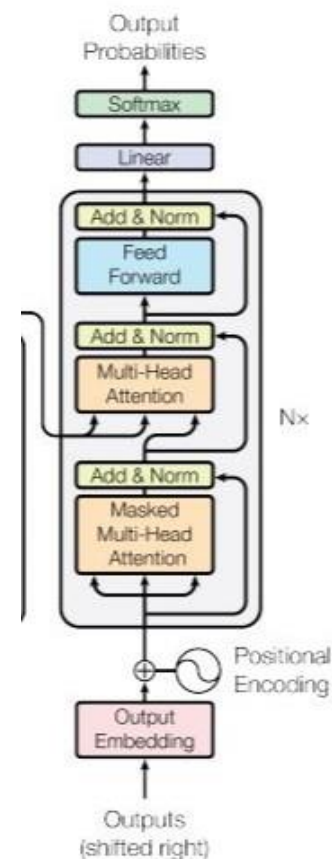 Output
Probabilities
Softmax
Linear
Add & Norm
Feed
Forward
Add & Norm
Multi-Head
Attention
N×
Add & Norm
Masked
Multi-Head
Attention
Positional
Encoding
Output
Embedding
Outputs
(shifted right)